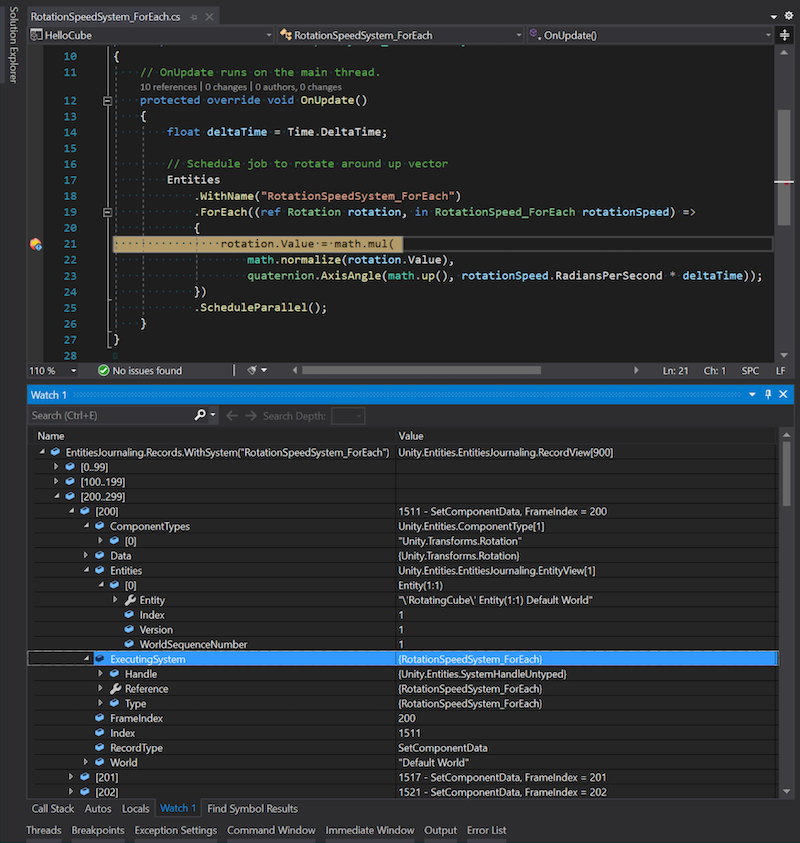 Solution Explorer
RotationSpeedSystem_ForEach.cs
HelloCube RotationSpeedSystem_ForEach OnUpdate()
10 {
11 // OnUpdate runs on the main thread.
10 references | 0 changes | 0 authors, 0 changes
12 protected override void OnUpdate()
13 {
14 float deltaTime = Time.DeltaTime;
15
16 // Schedule job to rotate around up vector
17 Entities
18 .WithName("RotationSpeedSystem_ForEach")
19 .ForEach((ref Rotation rotation, in RotationSpeed_ForEach rotationSpeed) =>
20 {
21 rotation.Value = math.mul(
22 math.normalize(rotation.Value),
23 quaternion.AxisAngle(math.up(), rotationSpeed.RadiansPerSecond * deltaTime));
24 })
25 .ScheduleParallel();
26 }
27 }
28
110 % No issues found Ln: 21 Ch: 1 SPC LF
Watch 1
Search (Ctrl+E) Search Depth:
Name Value
EntitiesJournaling.Records.WithSystem("RotationSpeedSystem_ForEach") Unity.Entities.EntitiesJournaling.RecordView[900]
[0..99]
[100..199]
[200..299]
[200] 1511 - SetComponentData, FrameIndex = 200
ComponentTypes Unity.Entities.ComponentType[1]
[0] "Unity.Transforms.Rotation"
Data {Unity.Transforms.Rotation}
Entities Unity.Entities.EntitiesJournaling.EntityView[1]
[0] Entity(1:1)
Entity "\'RotatingCube\' Entity(1:1) Default World"
Index 1
Version 1
WorldSequenceNumber 1
ExecutingSystem {RotationSpeedSystem_ForEach}
Handle {Unity.Entities.SystemHandleUntyped}
Reference {RotationSpeedSystem_ForEach}
Type {RotationSpeedSystem_ForEach}
FrameIndex 200
Index 1511
RecordType SetComponentData
World "Default World"
[201] 1517 - SetComponentData, FrameIndex = 201
[202] 1521 - SetComponentData, FrameIndex = 202
Call Stack Autos Locals Watch 1 Find Symbol Results
Threads Breakpoints Exception Settings Command Window Immediate Window Output Error List